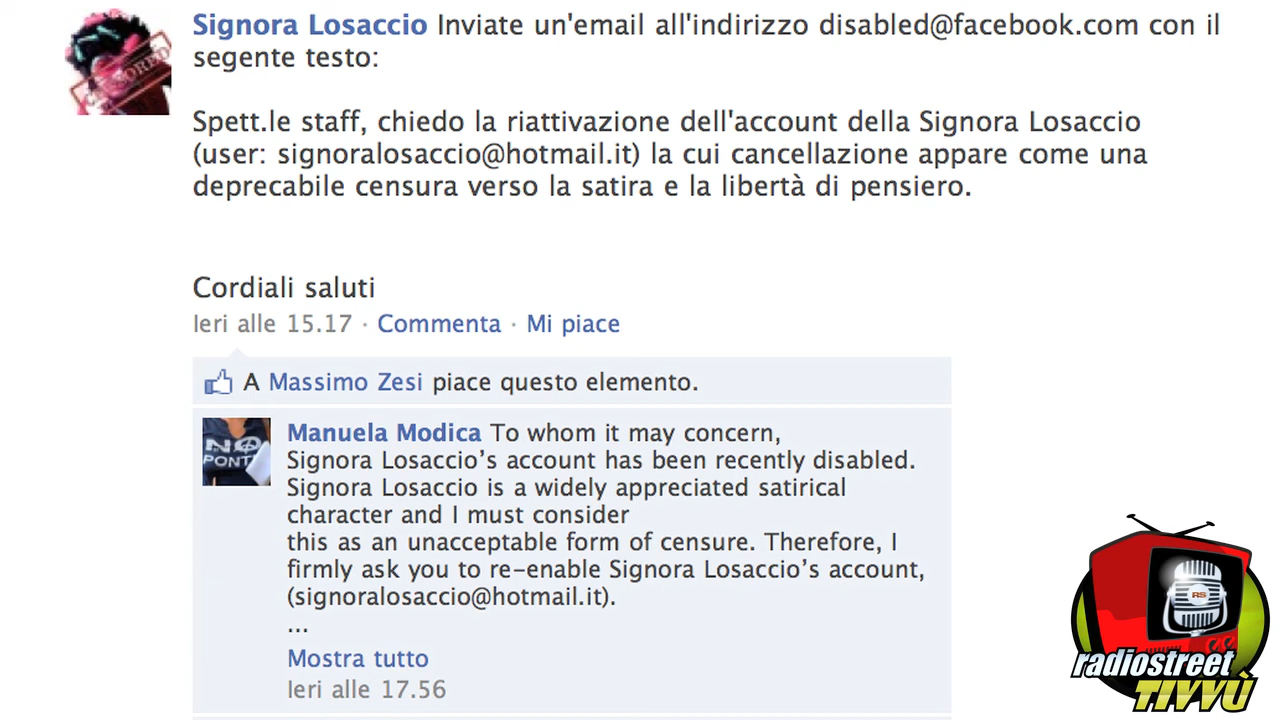 Signora Losaccio Inviate un'email all'indirizzo disabled@facebook.com con il
segente testo:
Spett.le staff, chiedo la riattivazione dell'account della Signora Losaccio
(user: signoralosaccio@hotmail.it) la cui cancellazione appare come una
deprecabile censura verso la satira e la libertà di pensiero.
Cordiali saluti
Ieri alle 15.17 · Commenta · Mi piace
A Massimo Zesi piace questo elemento.
Manuela Modica To whom it may concern,
Signora Losaccio’s account has been recently disabled.
Signora Losaccio is a widely appreciated satirical
character and I must consider
this as an unacceptable form of censure. Therefore, I
firmly ask you to re-enable Signora Losaccio’s account,
(signoralosaccio@hotmail.it).
...
Mostra tutto
Ieri alle 17.56
CENSORED
NO
PONTE
RS
radiostreet
TIVVÙ